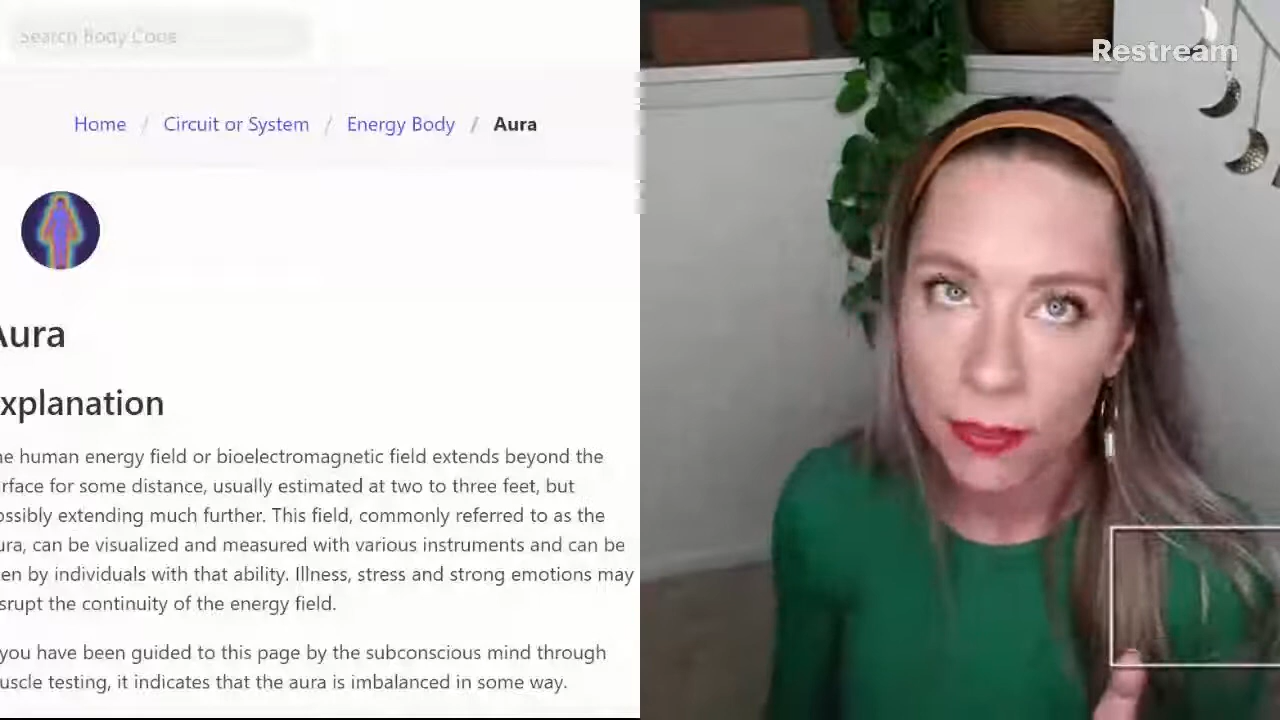 Search Body Code
Home / Circuit or System / Energy Body / Aura
Aura
xplanation
he human energy field or bioelectromagnetic field extends beyond the
rface for some distance, usually estimated at two to three feet, but
ossibly extending much further. This field, commonly referred to as the
ura, can be visualized and measured with various instruments and can be
en by individuals with that ability. Illness, stress and strong emotions may
srupt the continuity of the energy field.
you have been guided to this page by the subconscious mind through
uscle testing, it indicates that the aura is imbalanced in some way.
Restream